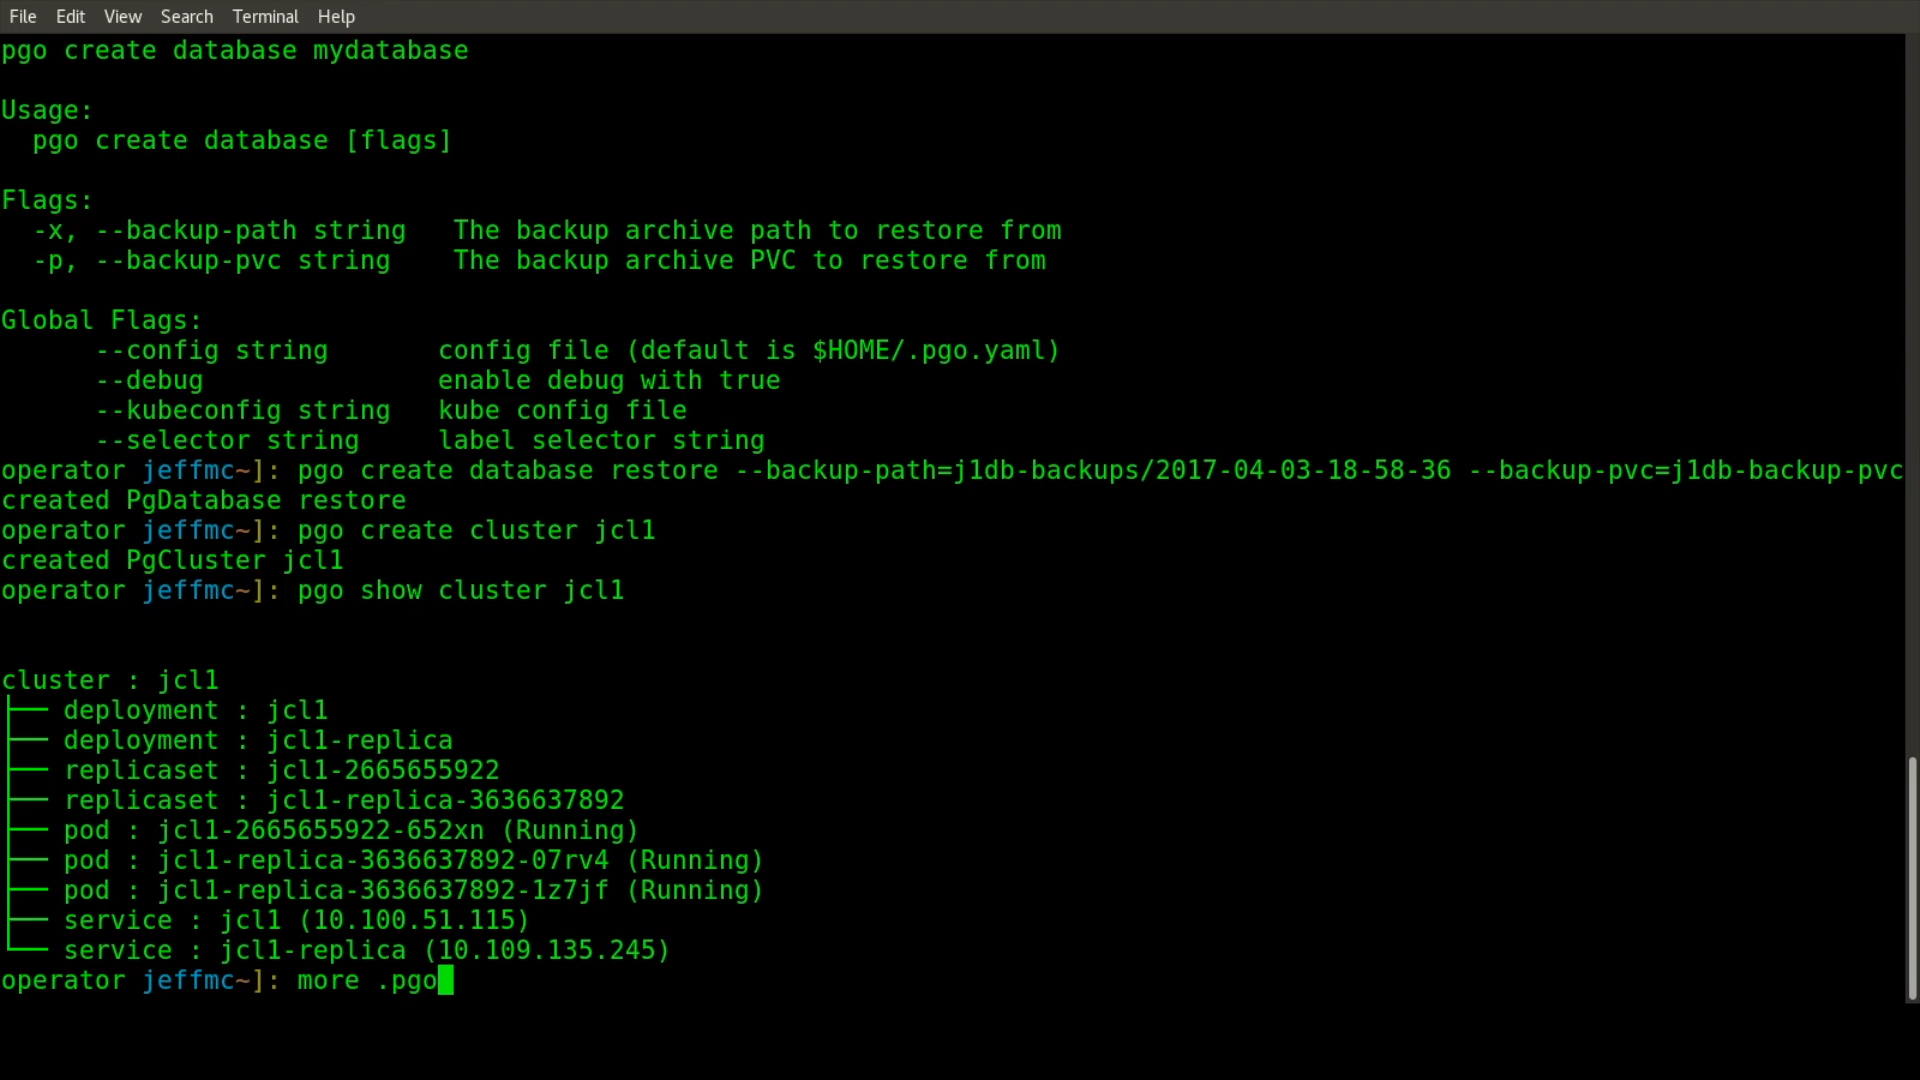 File Edit View Search Terminal Help
pgo create database mydatabase
Usage:
  pgo create database [flags]
Flags:
  -x, --backup-path string   The backup archive path to restore from
  -p, --backup-pvc string    The backup archive PVC to restore from
Global Flags:
      --config string       config file (default is $HOME/.pgo.yaml)
      --debug               enable debug with true
      --kubeconfig string   kube config file
      --selector string     label selector string
operator jeffmc~]: pgo create database restore --backup-path=j1db-backups/2017-04-03-18-58-36 --backup-pvc=j1db-backup-pvc
created PgDatabase restore
operator jeffmc~]: pgo create cluster jcl1
created PgCluster jcl1
operator jeffmc~]: pgo show cluster jcl1
cluster : jcl1
├── deployment : jcl1
├── deployment : jcl1-replica
├── replicaset : jcl1-2665655922
├── replicaset : jcl1-replica-3636637892
├── pod : jcl1-2665655922-652xn (Running)
├── pod : jcl1-replica-3636637892-07rv4 (Running)
├── pod : jcl1-replica-3636637892-1z7jf (Running)
├── service : jcl1 (10.100.51.115)
└── service : jcl1-replica (10.109.135.245)
operator jeffmc~]: more .pgo